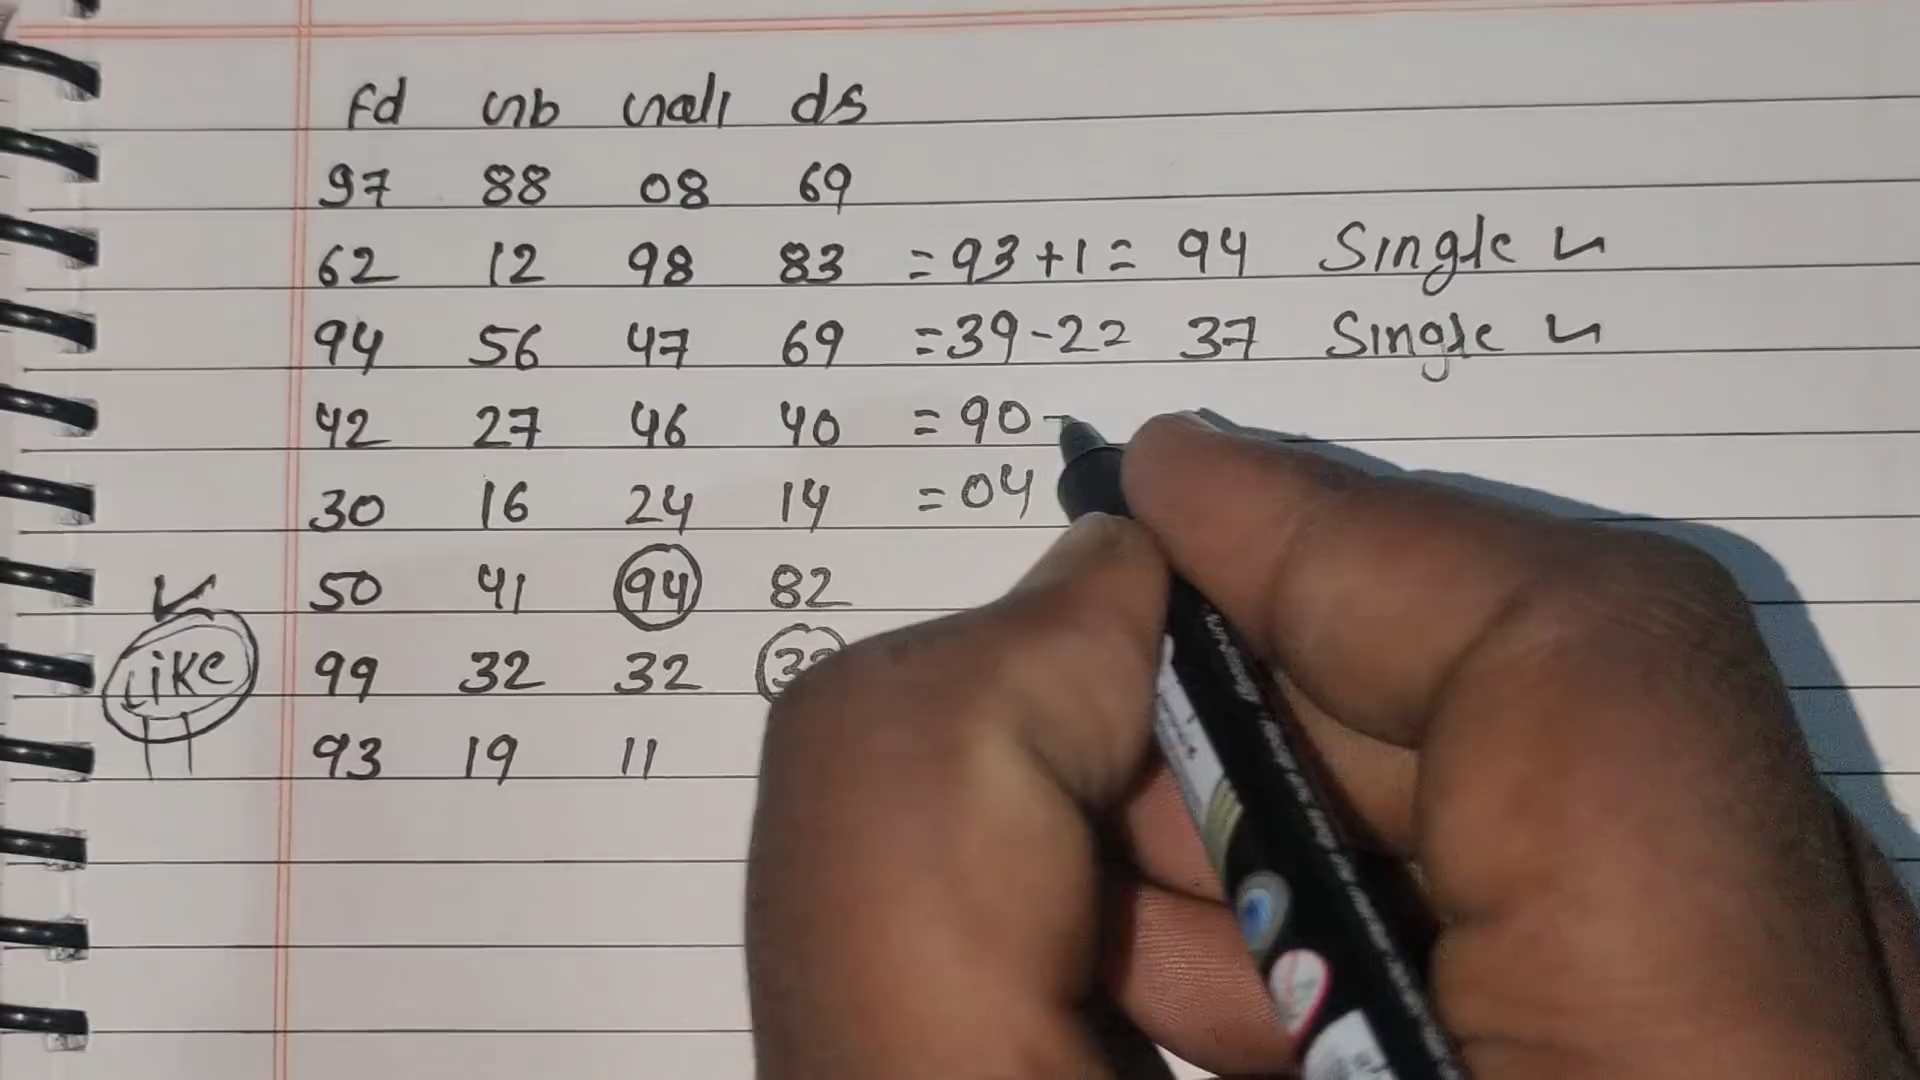 Fd Gb Gali ds
97 88 08 69
62 12 98 83 = 93 + 1 = 94 Single
94 56 47 69 = 39 - 22 37 Single
42 27 46 40 = 90 -
30 16 24 14 = 04
50 41 94 82
Like 99 32 32
93 19 11